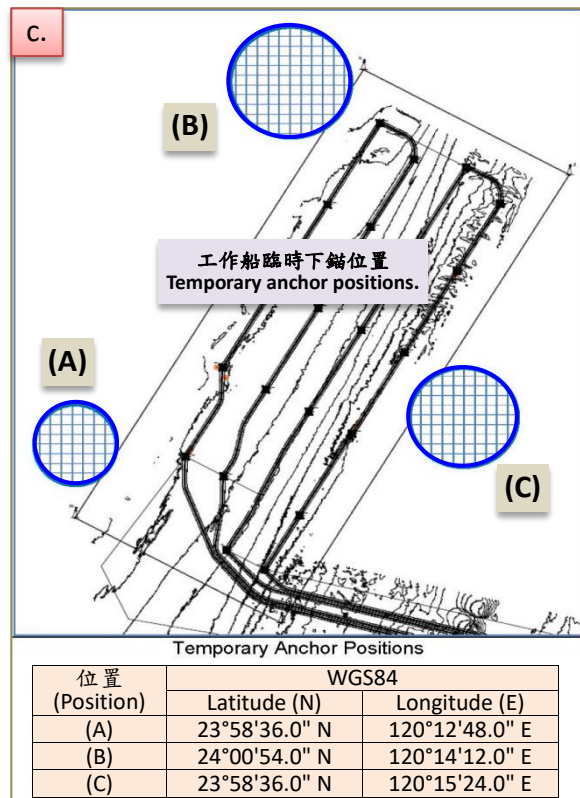 C.
(B)
工作船臨時下錨位置
Temporary anchor positions.
(A)
(C)
Temporary Anchor Positions
位置 (Position) WGS84
Latitude (N) Longitude (E)
(A) 23°58'36.0" N 120°12'48.0" E
(B) 24°00'54.0" N 120°14'12.0" E
(C) 23°58'36.0" N 120°15'24.0" E